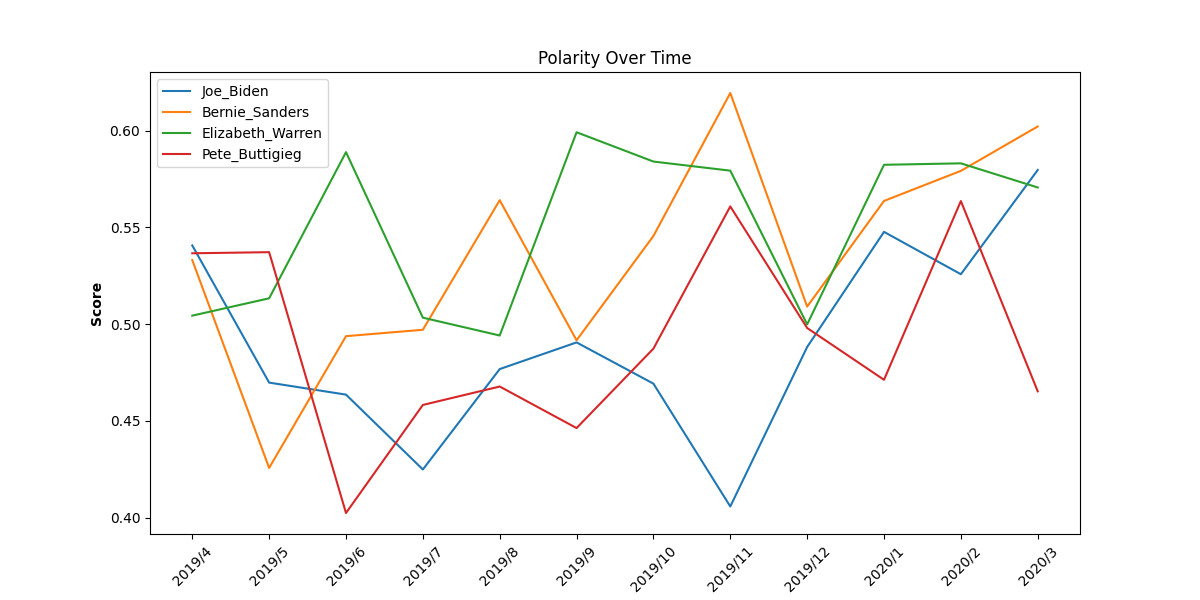 Polarity Over Time
Joe_Biden
Bernie_Sanders
Elizabeth_Warren
Pete_Buttigieg
Score
0.60
0.55
0.50
0.45
0.40
2019/4
2019/5
2019/6
2019/7
2019/8
2019/9
2019/10
2019/11
2019/12
2020/1
2020/2
2020/3